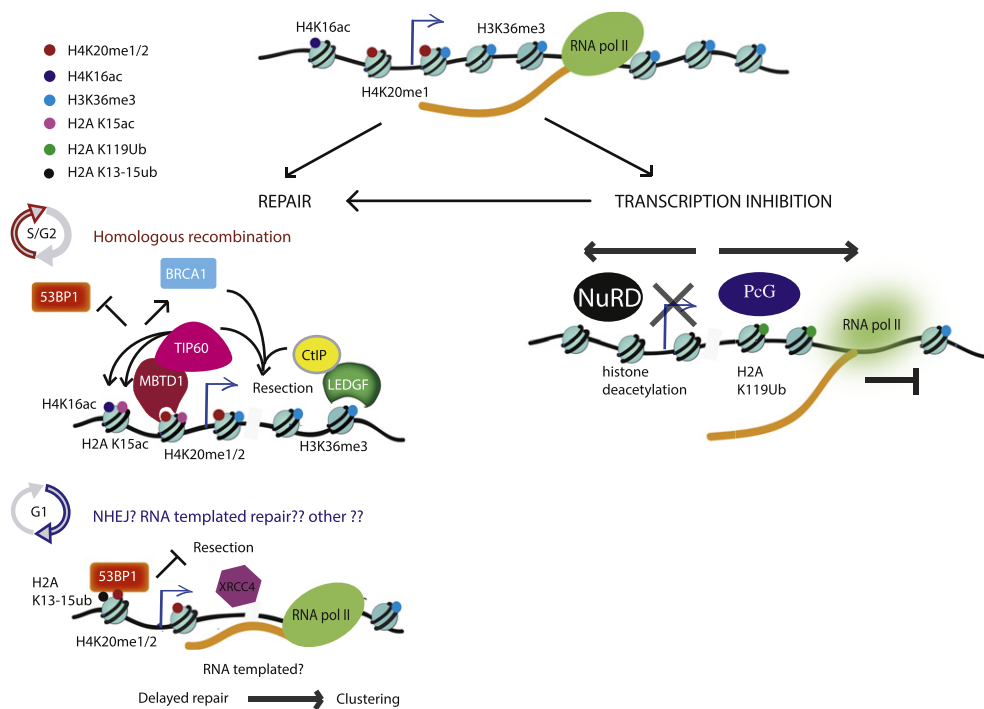 H4K16ac
H3K36me3
RNA pol II
H4K20me1
H4K20me1/2
H4K16ac
H3K36me3
H2A K15ac
H2A K119Ub
H2A K13-15ub
REPAIR
TRANSCRIPTION INHIBITION
S/G2
Homologous recombination
53BP1
BRCA1
TIP60
MBTD1
CtIP
LEDGF
Resection
H4K16ac
H2A K15ac
H4K20me1/2
H3K36me3
NuRD
PcG
RNA pol II
histone
deacetylation
H2A
K119Ub
G1
NHEJ? RNA templated repair?? other ??
Resection
53BP1
XRCC4
H2A
K13-15ub
RNA pol II
H4K20me1/2
RNA templated?
Delayed repair
Clustering